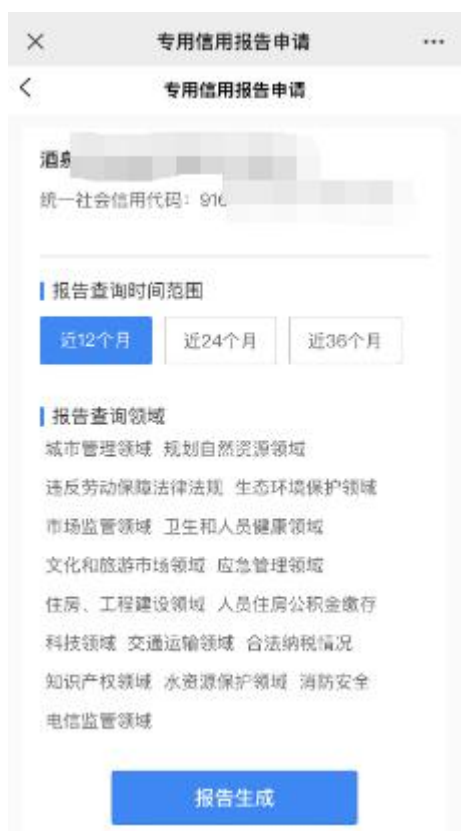 专用信用报告申请
专用信用报告申请
酒泉
统一社会信用代码：916
报告查询时间范围
近12个月 近24个月 近36个月
报告查询领域
城市管理领域 规划自然资源领域
违反劳动保障法律法规 生态环境保护领域
市场监管领域 卫生和人员健康领域
文化和旅游市场领域 应急管理领域
住房、工程建设领域 人员住房公积金缴存
科技领域 交通运输领域 合法纳税情况
知识产权领域 水资源保护领域 消防安全
电信监管领域
报告生成